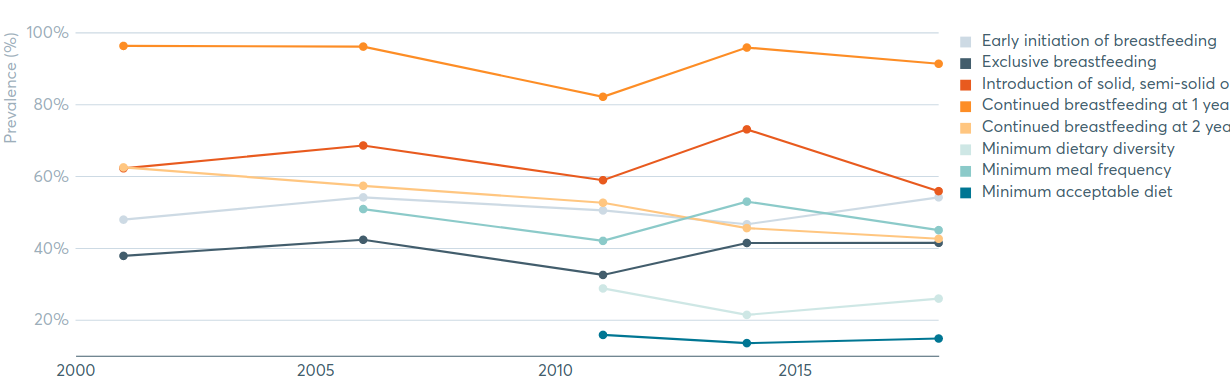 Prevalence (%)
100%
80%
60%
40%
20%
2000 2005 2010 2015
Early initiation of breastfeeding
Exclusive breastfeeding
Introduction of solid, semi-solid o
Continued breastfeeding at 1 yea
Continued breastfeeding at 2 yea
Minimum dietary diversity
Minimum meal frequency
Minimum acceptable diet